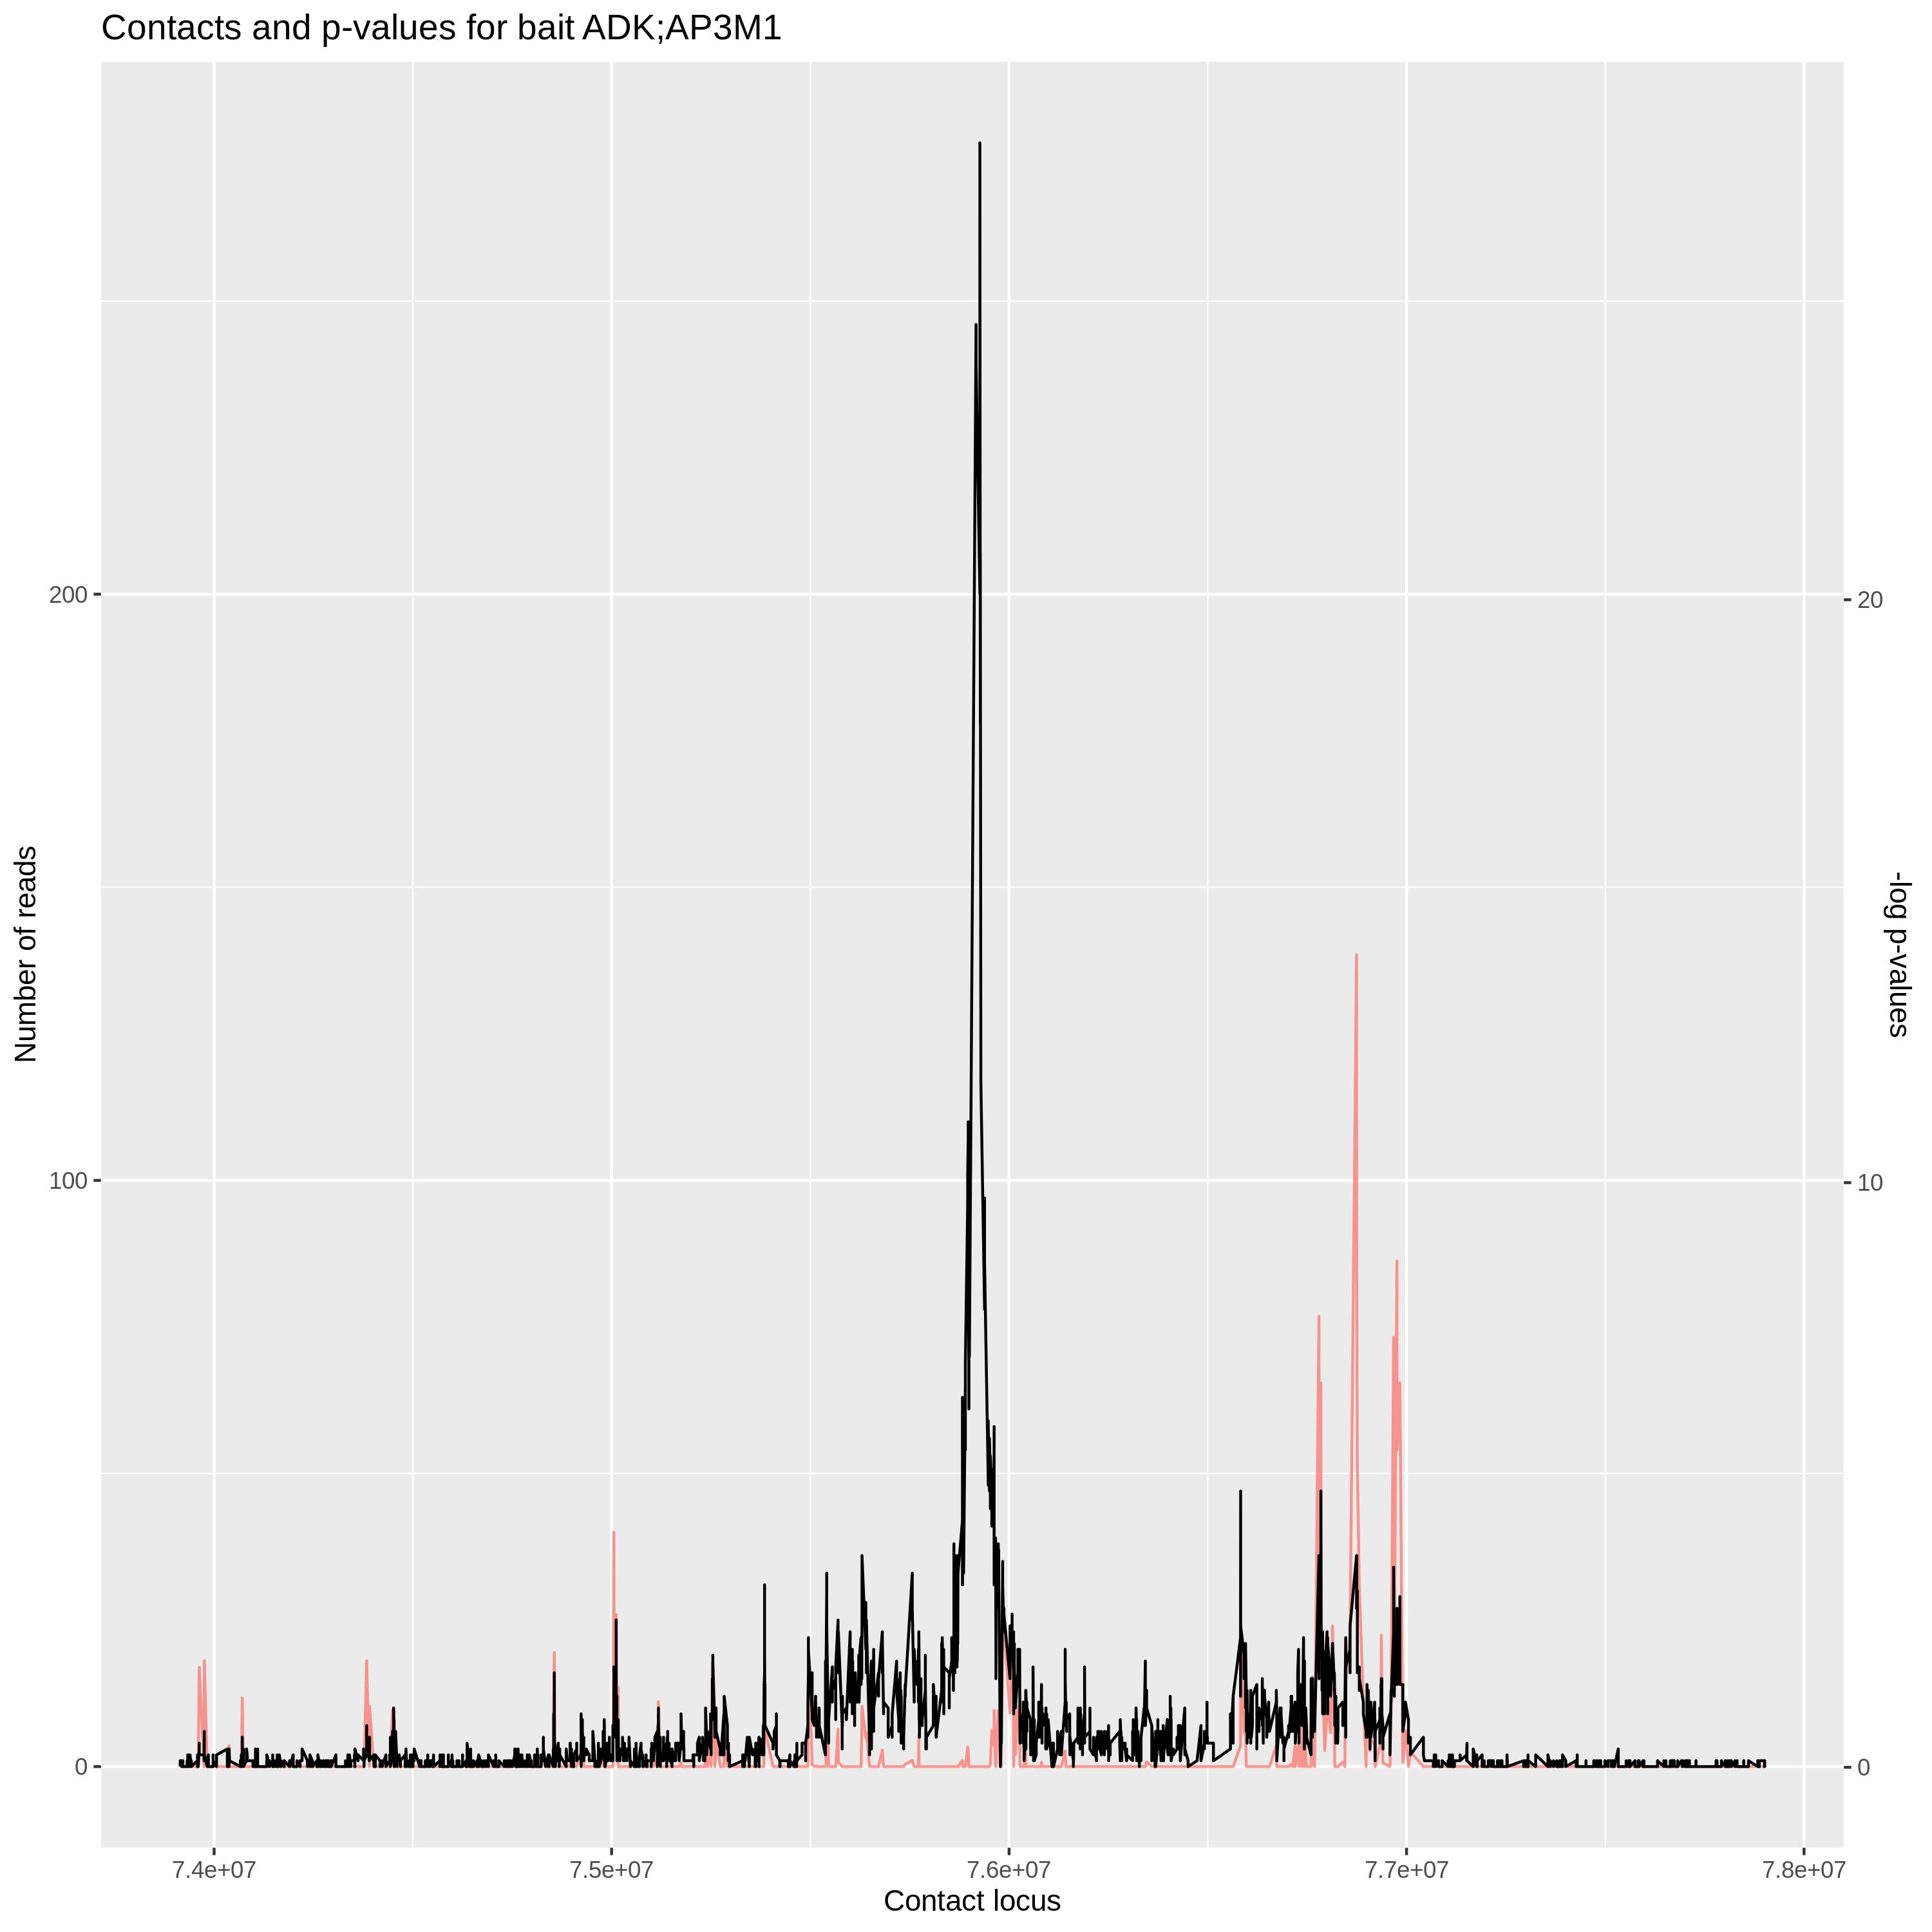 Contacts and p-values for bait ADK;AP3M1
Number of reads
200
100
0
20
10
0
-log p-values
7.4e+07 7.5e+07 7.6e+07 7.7e+07 7.8e+07
Contact locus